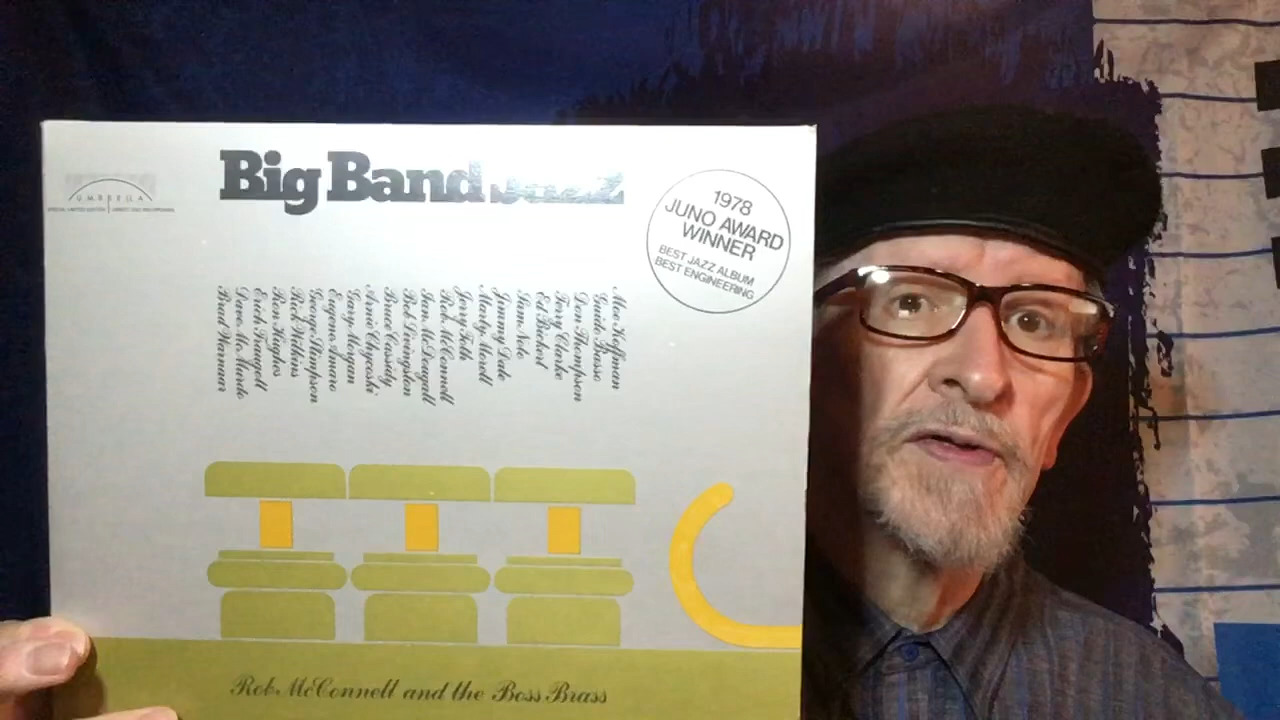 Big Band Jazz
UMBRELLA
1978
JUNO AWARD
WINNER
BEST JAZZ ALBUM
BEST ENGINEERING
Moe Koffman
Guido Basso
Don Thompson
Terry Clarke
Ed Bickert
Sam Noto
Jimmy Dale
Marty Morell
Jerry Toth
Rob McConnell
Ian McDougall
Bob Livingston
Bruce Cassidy
Arnie Chycoski
Gary Morgan
Eugene Amaro
George Stimpson
Rick Wilkins
Ron Hughes
Erich Traugott
Dave McMurdo
Brad Warnaar
Rob McConnell and the Boss Brass